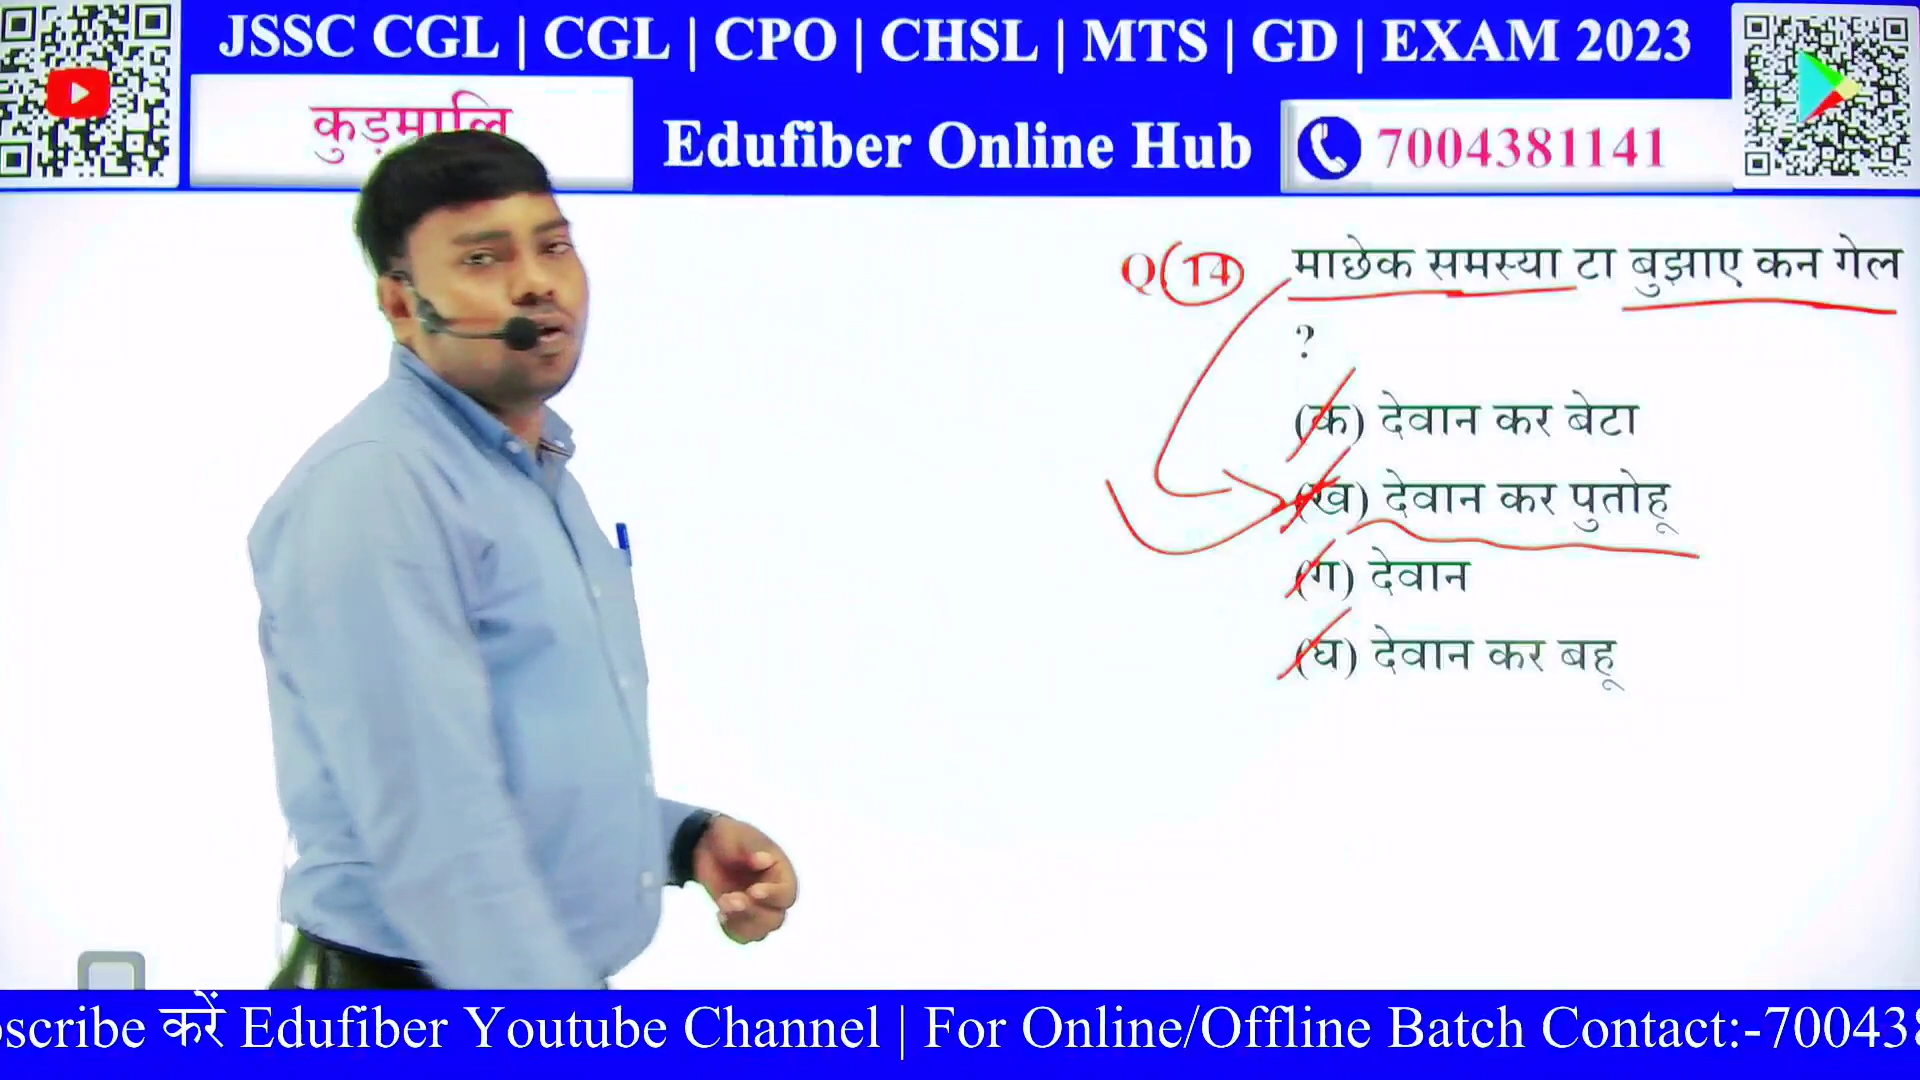 JSSC CGL | CGL | CPO | CHSL | MTS | GD | EXAM 2023
कुड़मालि
Edufiber Online Hub
7004381141
Q(14) माछेक समस्या टा बुझाए कन गेल
?
(क) देवान कर बेटा
(ख) देवान कर पुतोहू
(ग) देवान
(घ) देवान कर बहू
scribe करें Edufiber Youtube Channel | For Online/Offline Batch Contact:-70043